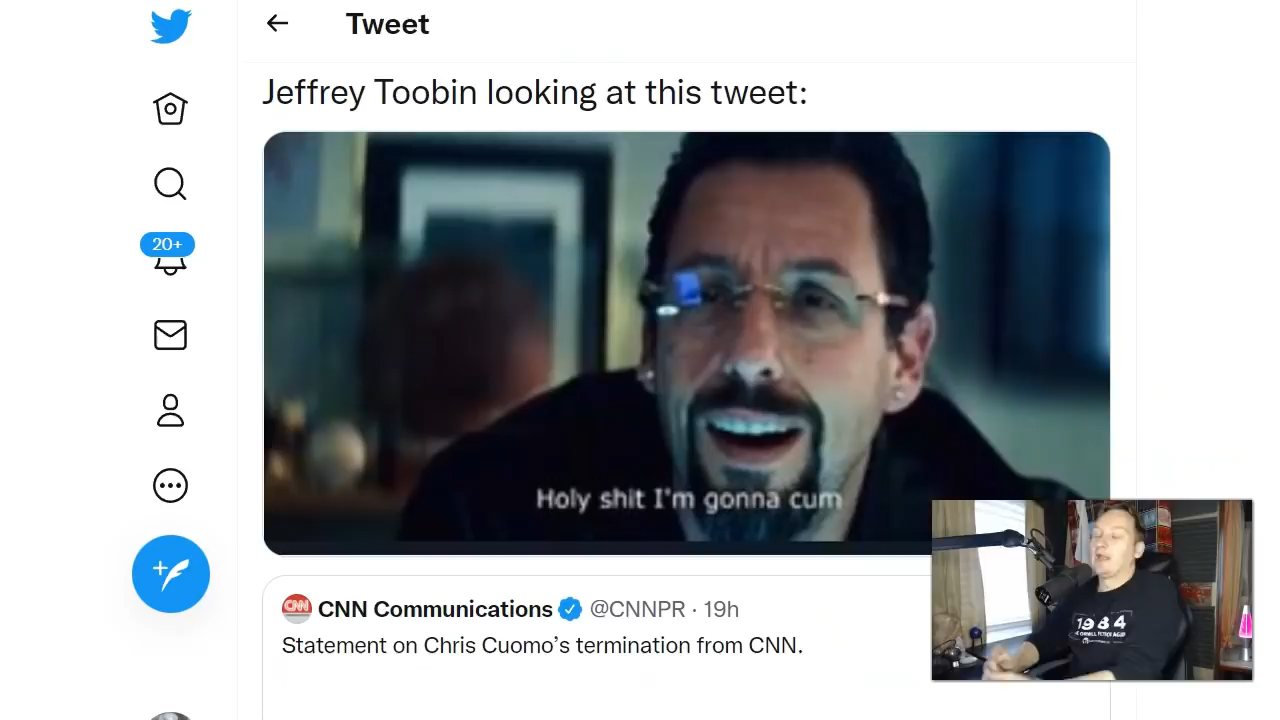 Tweet
Jeffrey Toobin looking at this tweet:
20+
Holy shit I'm gonna cum
CNN
CNN Communications @CNNPR · 19h
Statement on Chris Cuomo's termination from CNN.
1984